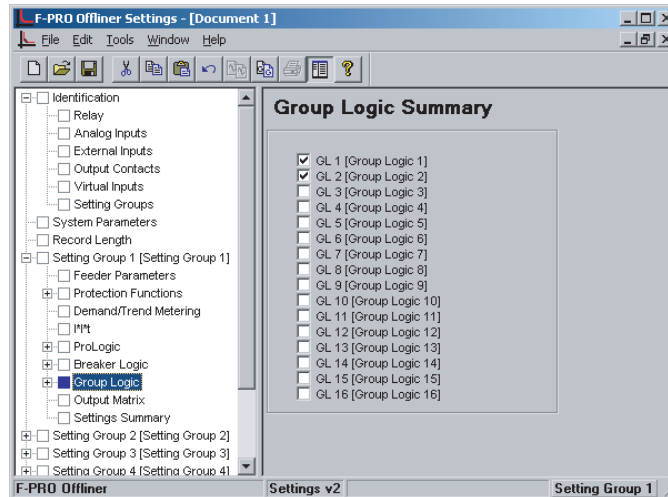 F-PRO Offliner Settings - [Document 1]
File Edit Tools Window Help
Identification
Relay
Analog Inputs
External Inputs
Output Contacts
Virtual Inputs
Setting Groups
System Parameters
Record Length
Setting Group 1 [Setting Group 1]
Feeder Parameters
Protection Functions
Demand/Trend Metering
I*I*t
ProLogic
Breaker Logic
Group Logic
Output Matrix
Settings Summary
Setting Group 2 [Setting Group 2]
Setting Group 3 [Setting Group 3]
Setting Group 4 [Setting Group 4]
Group Logic Summary
GL 1 [Group Logic 1]
GL 2 [Group Logic 2]
GL 3 [Group Logic 3]
GL 4 [Group Logic 4]
GL 5 [Group Logic 5]
GL 6 [Group Logic 6]
GL 7 [Group Logic 7]
GL 8 [Group Logic 8]
GL 9 [Group Logic 9]
GL 10 [Group Logic 10]
GL 11 [Group Logic 11]
GL 12 [Group Logic 12]
GL 13 [Group Logic 13]
GL 14 [Group Logic 14]
GL 15 [Group Logic 15]
GL 16 [Group Logic 16]
F-PRO Offliner
Settings v2
Setting Group 1